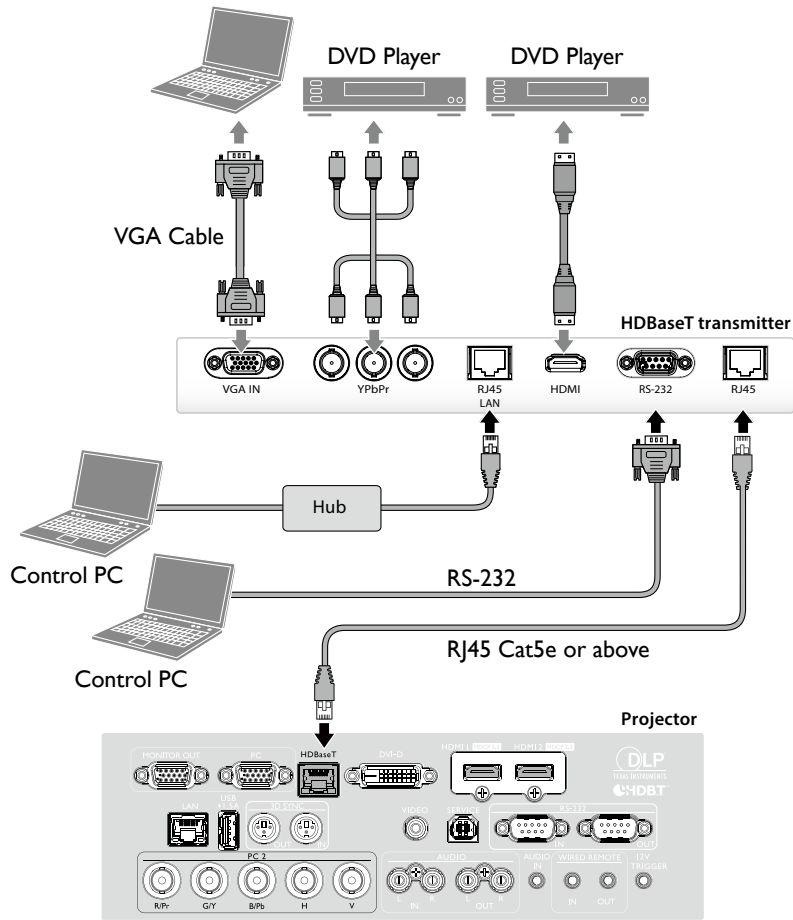 DVD Player
DVD Player
VGA Cable
HDBaseT transmitter
VGA IN
YPbPr
RJ45
LAN
HDMI
RS-232
RJ45
Hub
Control PC
RS-232
RJ45 Cat5e or above
Control PC
Projector
MONITOR OUT
PC
HDBaseT
DVI-D
HDMI 1
HDMI 2
DLP
TEXAS INSTRUMENTS
HDBT
LAN
USB
3D SYNC
OUT
IN
VIDEO
SERVICE
RS-232
IN
OUT
PC 2
R/Pr
G/Y
B/Pb
H
V
AUDIO
L
R
L
R
IN
OUT
AUDIO
IN
WIRED REMOTE
IN
OUT
12V
TRIGGER